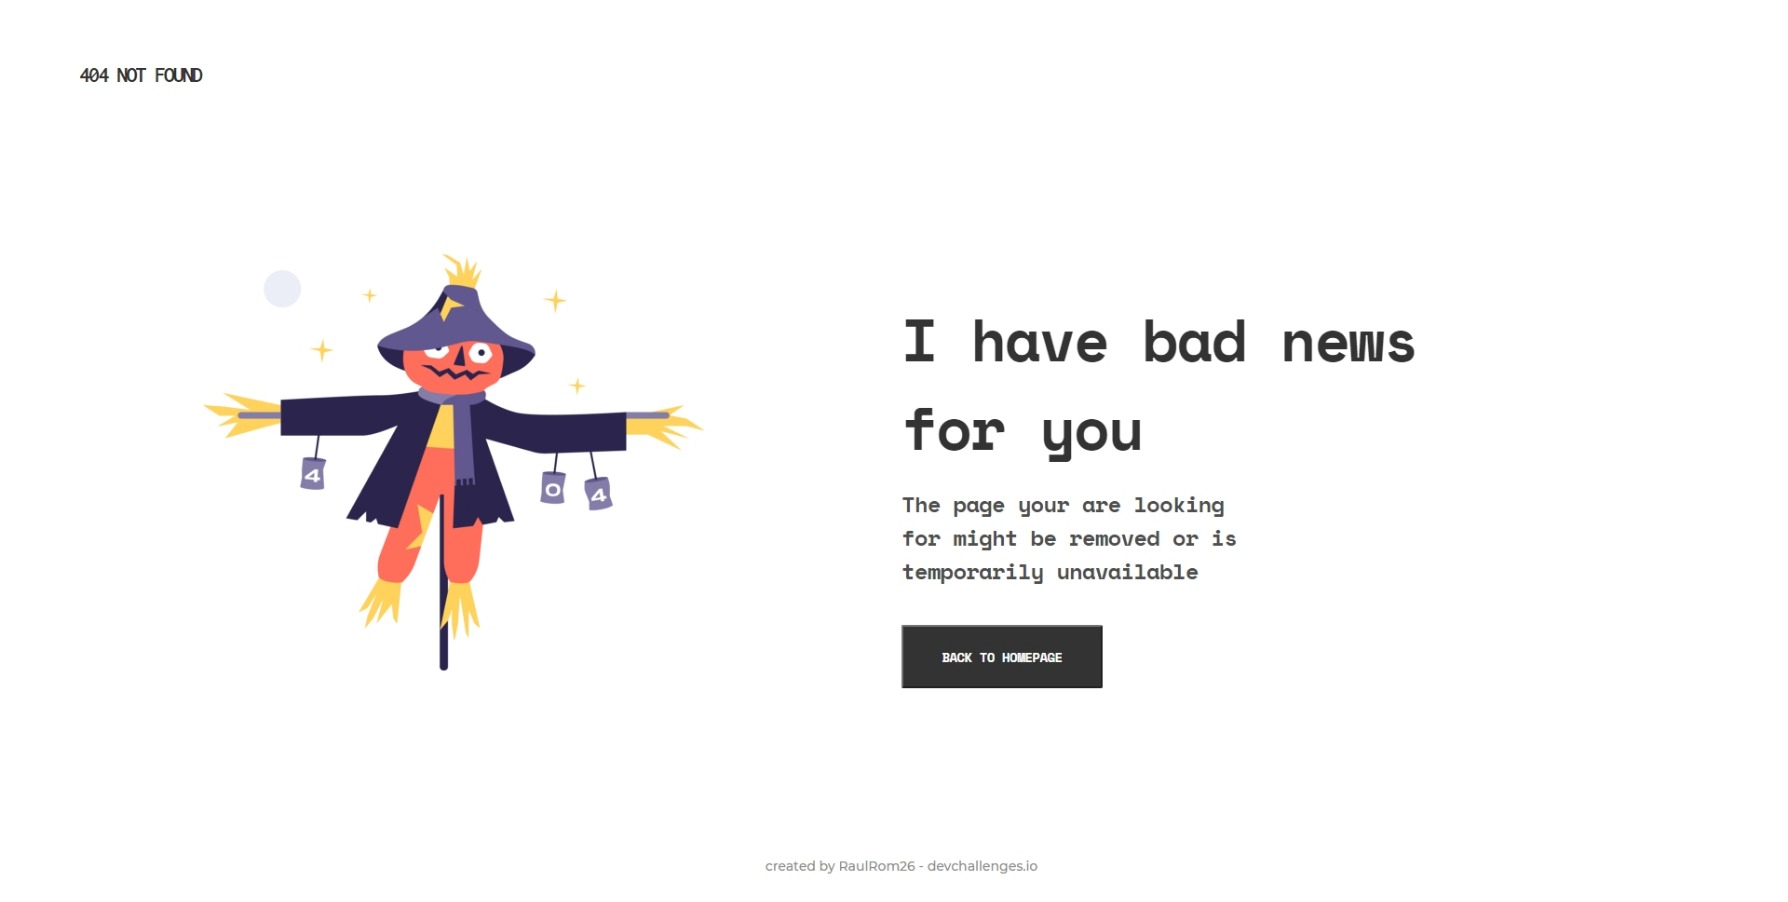 404 NOT FOUND
4
0
4
I have bad news
for you
The page your are looking
for might be removed or is
temporarily unavailable
BACK TO HOMEPAGE
created by RaulRom26 - devchallenges.io